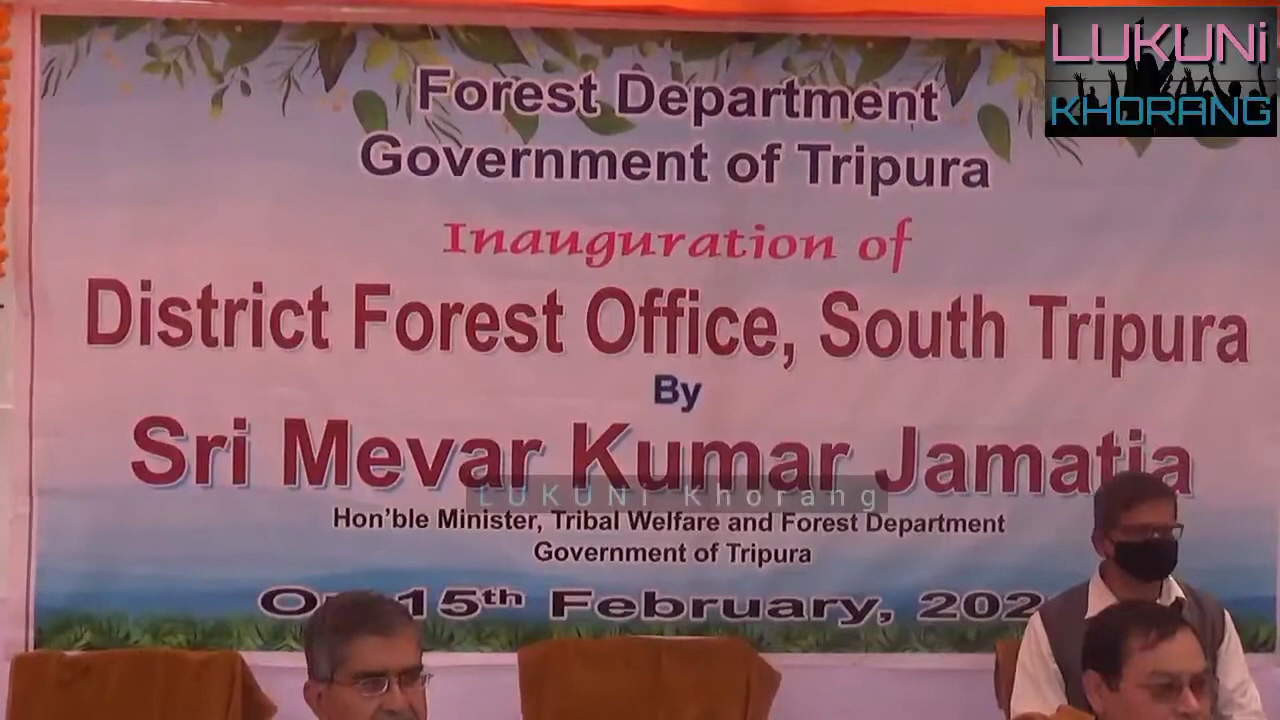 LUKUNi
KHORANG
Forest Department
Government of Tripura
Inauguration of
District Forest Office, South Tripura
By
Sri Mevar Kumar Jamatia
LUKUNi Khorang
Hon'ble Minister, Tribal Welfare and Forest Department
Government of Tripura
15th February,